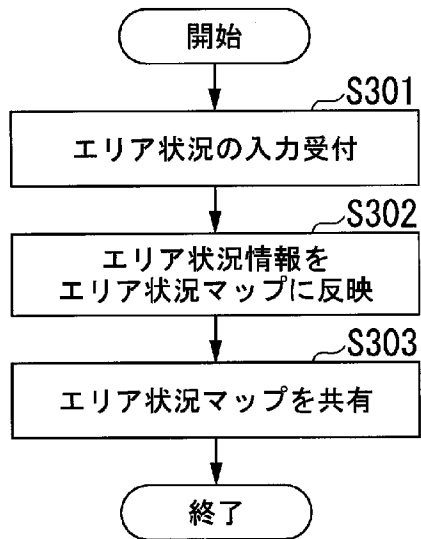 開始
S301
エリア状況の入力受付
S302
エリア状況情報を
エリア状況マップに反映
S303
エリア状況マップを共有
終了